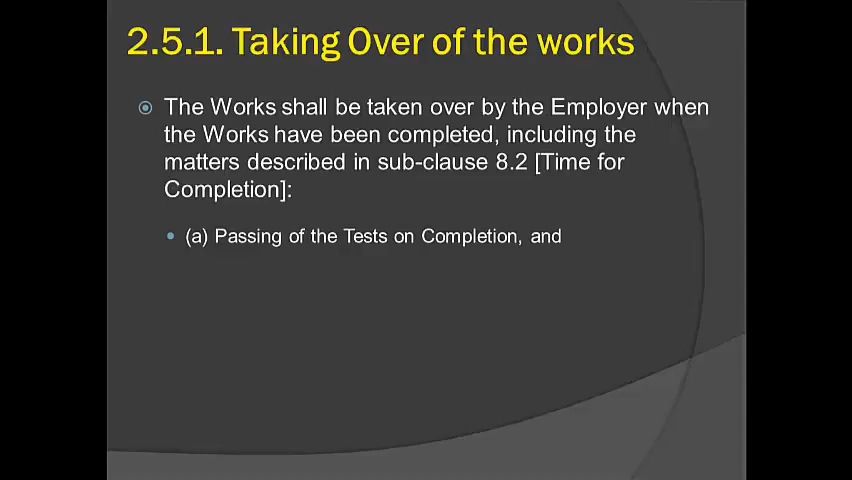 2.5.1. Taking Over of the works
The Works shall be taken over by the Employer when
the Works have been completed, including the
matters described in sub-clause 8.2 [Time for
Completion]:
(a) Passing of the Tests on Completion, and